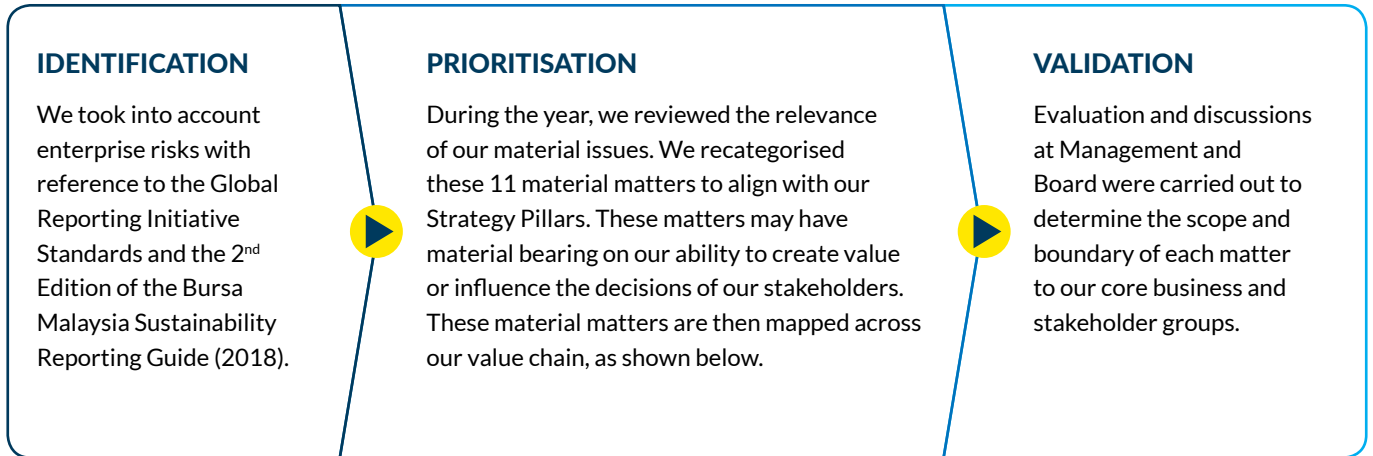 IDENTIFICATION
We took into account
enterprise risks with
reference to the Global
Reporting Initiative
Standards and the 2nd
Edition of the Bursa
Malaysia Sustainability
Reporting Guide (2018).
PRIORITISATION
During the year, we reviewed the relevance
of our material issues. We recategorised
these 11 material matters to align with our
Strategy Pillars. These matters may have
material bearing on our ability to create value
or influence the decisions of our stakeholders.
These material matters are then mapped across
our value chain, as shown below.
VALIDATION
Evaluation and discussions
at Management and
Board were carried out to
determine the scope and
boundary of each matter
to our core business and
stakeholder groups.